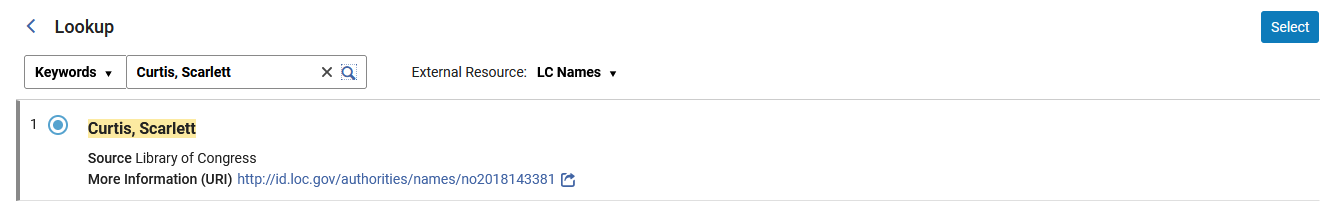 Lookup
Select
Keywords Curtis, Scarlett External Resource: LC Names
1 Curtis, Scarlett
Source Library of Congress
More Information (URI) http://id.loc.gov/authorities/names/no2018143381